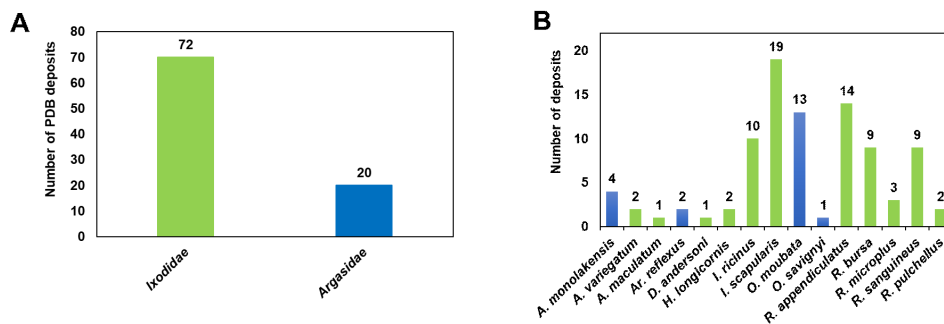 A
Number of PDB deposits
80
70
60
50
40
30
20
10
0
72
20
Ixodidae
Argasidae
B
Number of deposits
20
15
10
5
0
4
2
1
2
1
2
10
19
13
1
14
9
3
9
2
A. monolakensis
A. variegatum
A. maculatum
Ar. reflexus
D. andersoni
H. longicornis
I. ricinus
I. scapularis
O. moubata
O. savignyi
R. appendiculatus
R. bursa
R. microplus
R. sanguineus
R. pulchellus